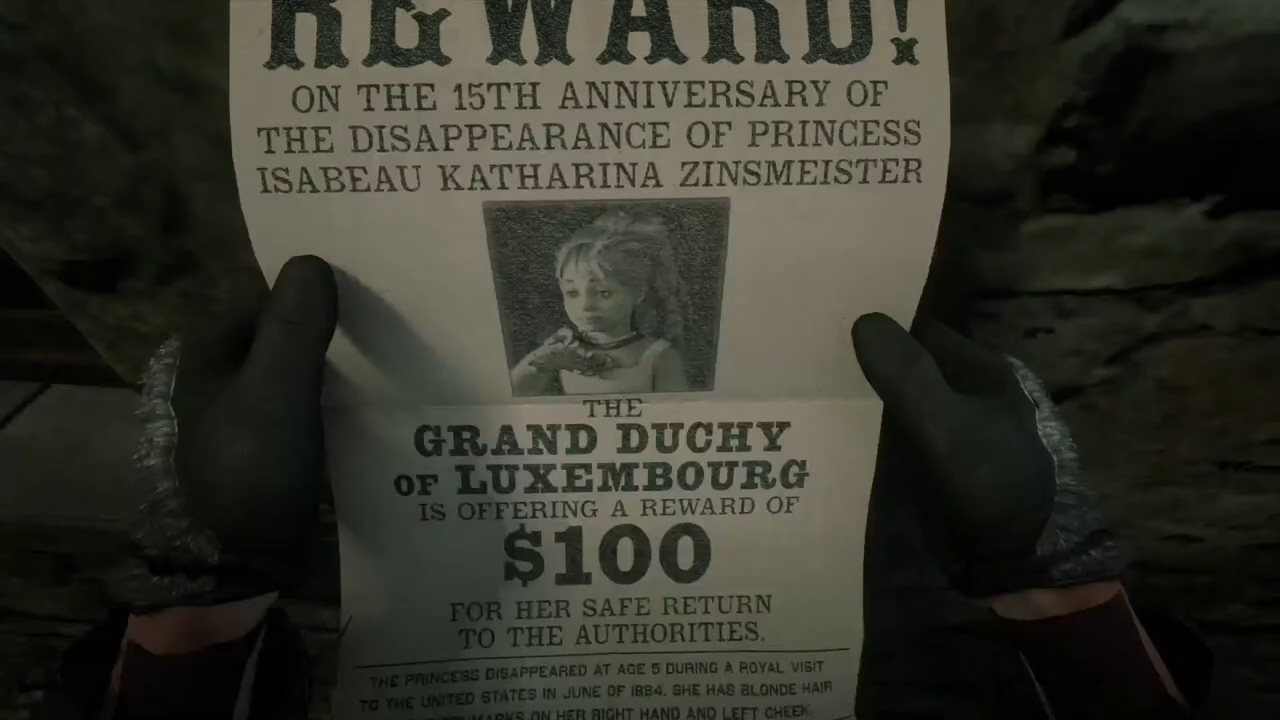 REWARD!
ON THE 15TH ANNIVERSARY OF
THE DISAPPEARANCE OF PRINCESS
ISABEAU KATHARINA ZINSMEISTER
THE
GRAND DUCHY
OF LUXEMBOURG
IS OFFERING A REWARD OF
$100
FOR HER SAFE RETURN
TO THE AUTHORITIES.
THE PRINCESS DISAPPEARED AT AGE 5 DURING A ROYAL VISIT
TO THE UNITED STATES IN JUNE OF 1884. SHE HAS BLONDE HAIR
MARKS ON HER RIGHT HAND AND LEFT CHEEK.